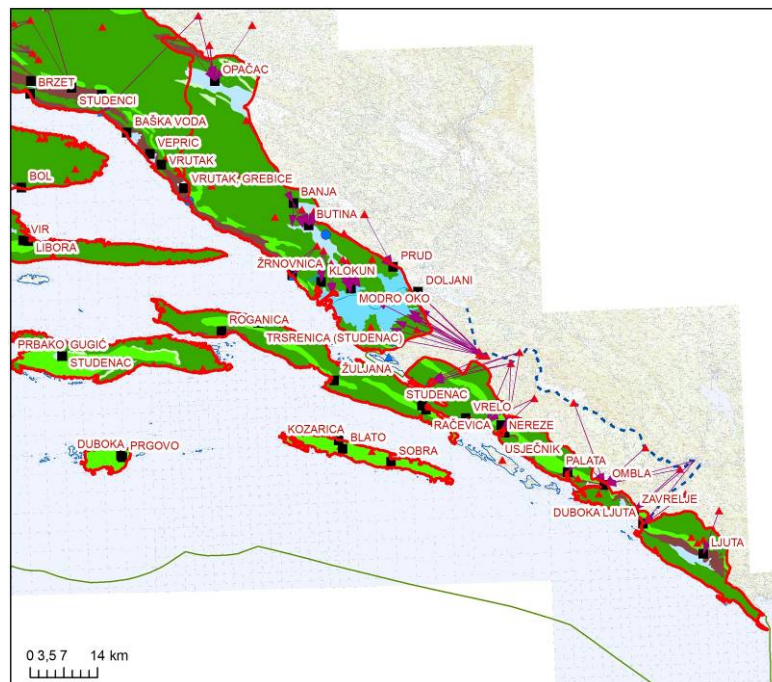 OPAČAC
BRZET
STUDENCI
BAŠKA VODA
VEPRIC
VRUTAK
BOL
VRUTAK, GREBICE
BANJA
BUTINA
VIR
LIBORA
PRUD
ŽRNOVNICA
KLOKUN
DOLJANI
MODRO OKO
ROGANICA
TRSRENICA (STUDENAC)
PRBAKO GUGIĆ
STUDENAC
ŽULJANA
STUDENAC
VRELO
RAČEVICA
NEREZE
KOZARICA
BLATO
DUBOKA
PRGOVO
SOBRA
USJEČNIK
PALATA
OMBLA
ZAVRELJE
DUBOKA LJUTA
LJUTA
0 3,5 7 14 km